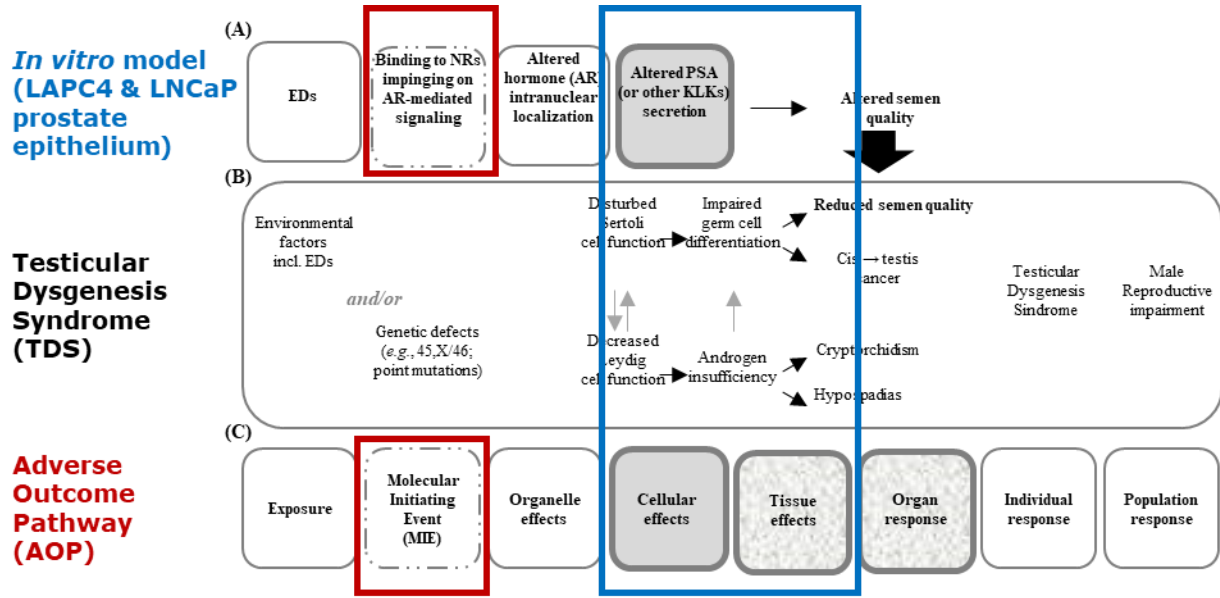 In vitro model
(LAPC4 & LNCaP
prostate
epithelium)
(A)
EDs
Binding to NRs
impinging on
AR-mediated
signaling
Altered
hormone (AR)
intranuclear
localization
Altered PSA
(or other KLKs)
secretion
Altered semen
quality
Testicular
Dysgenesis
Syndrome
(TDS)
(B)
Environmental
factors
incl. EDs
and/or
Genetic defects
(e.g., 45,X/46;
point mutations)
Disturbed
Sertoli
cell function
Impaired
germ cell
differentiation
Reduced semen quality
Cis → testis
cancer
Decreased
Leydig
cell function
Androgen
insufficiency
Cryptorchidism
Hypospadias
Testicular
Dysgenesis
Sindrome
Male
Reproductive
impairment
Adverse
Outcome
Pathway
(AOP)
(C)
Exposure
Molecular
Initiating
Event
(MIE)
Organelle
effects
Cellular
effects
Tissue
effects
Organ
response
Individual
response
Population
response